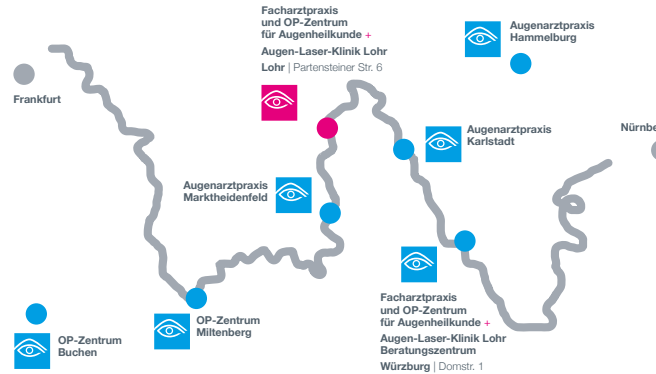 Facharztpraxis
und OP-Zentrum
für Augenheilkunde +
Augen-Laser-Klinik Lohr
Lohr | Partensteiner Str. 6
Augenarztpraxis
Hammelburg
Frankfurt
Augenarztpraxis
Karlstadt
Nürnbe
Augenarztpraxis
Marktheidenfeld
OP-Zentrum
Miltenberg
OP-Zentrum
Buchen
Facharztpraxis
und OP-Zentrum
für Augenheilkunde +
Augen-Laser-Klinik Lohr
Beratungszentrum
Würzburg | Domstr. 1